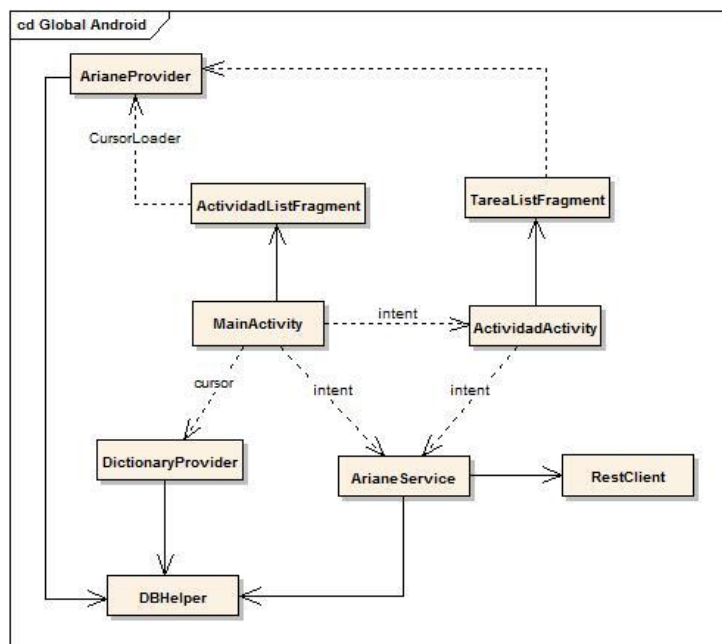 cd Global Android
ArianeProvider
CursorLoader
ActividadListFragment
TareaListFragment
MainActivity
intent
ActividadActivity
cursor
intent
intent
DictionaryProvider
ArianeService
RestClient
DBHelper